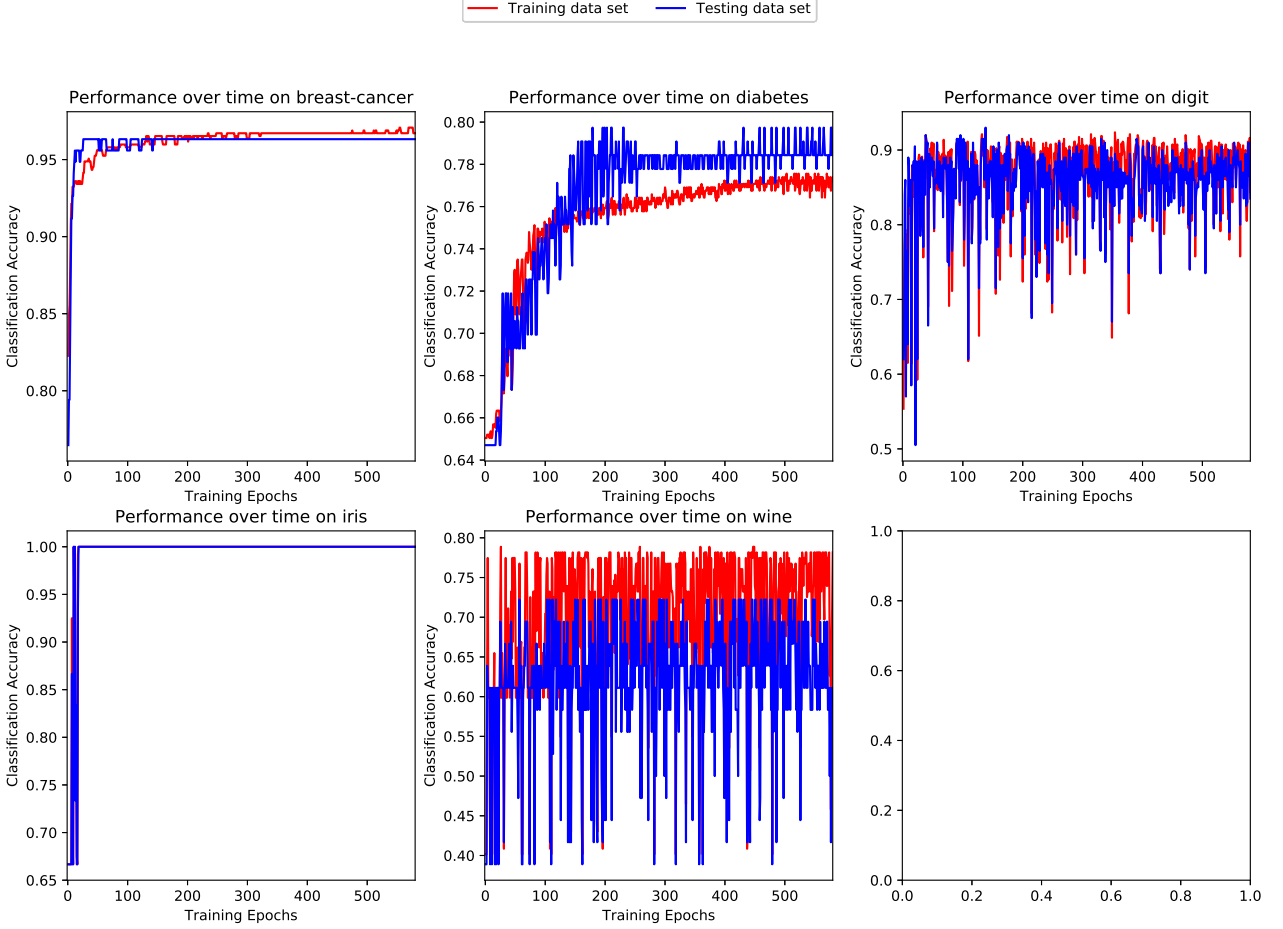 Training data set Testing data set
Performance over time on breast-cancer
0.95
0.90
0.85
0.80
Classification Accuracy
0 100 200 300 400 500
Training Epochs
Performance over time on diabetes
0.80
0.78
0.76
0.74
0.72
0.70
0.68
0.66
0.64
Classification Accuracy
0 100 200 300 400 500
Training Epochs
Performance over time on digit
0.9
0.8
0.7
0.6
0.5
Classification Accuracy
0 100 200 300 400 500
Training Epochs
Performance over time on iris
1.00
0.95
0.90
0.85
0.80
0.75
0.70
0.65
Classification Accuracy
0 100 200 300 400 500
Training Epochs
Performance over time on wine
0.80
0.75
0.70
0.65
0.60
0.55
0.50
0.45
0.40
Classification Accuracy
0 100 200 300 400 500
Training Epochs
1.0
0.8
0.6
0.4
0.2
0.0
0.0 0.2 0.4 0.6 0.8 1.0